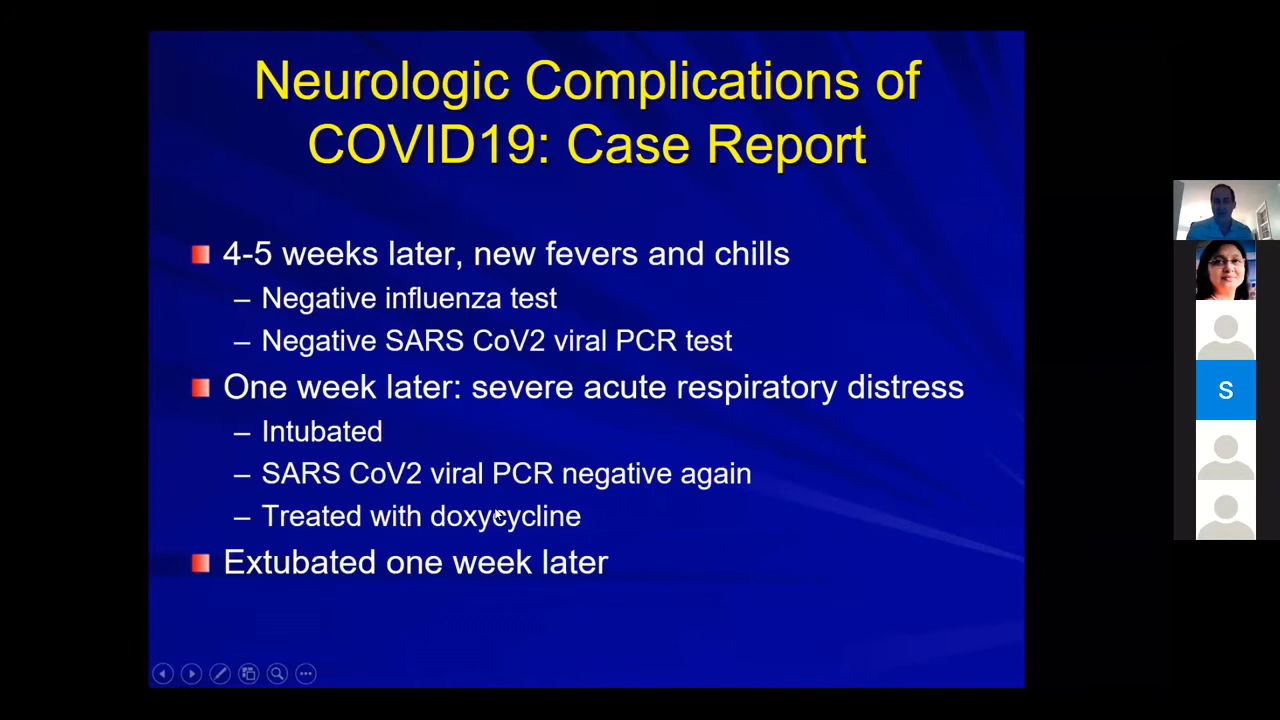 Neurologic Complications of
COVID19: Case Report
4-5 weeks later, new fevers and chills
– Negative influenza test
– Negative SARS CoV2 viral PCR test
One week later: severe acute respiratory distress
– Intubated
– SARS CoV2 viral PCR negative again
– Treated with doxycycline
Extubated one week later
S